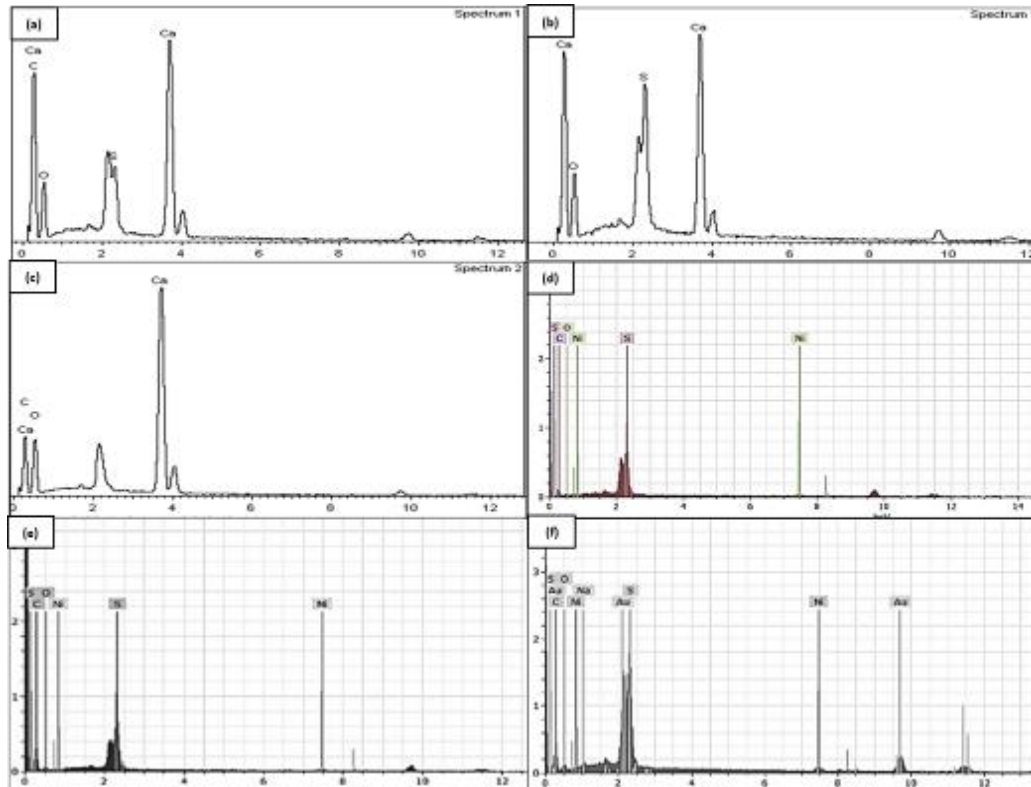 (a)
Spectrum 1
Ca
C
O
S
Ca
0 2 4 6 8 10 12
(b)
Spectrum
Ca
O
S
Ca
0 2 4 6 8 10 12
(c)
Spectrum 2
C
O
Ca
Ca
0 2 4 6 8 10 12
(d)
S O
C Ni S Ni
2
1
0
0 2 4 6 8 10 12 14
(e)
S O
C Ni S Ni
2
1
0
0 2 4 6 8 10 12
(f)
3
S O
Au Na S
C Ni Au Ni Au
2
1
0
0 2 4 6 8 10 12